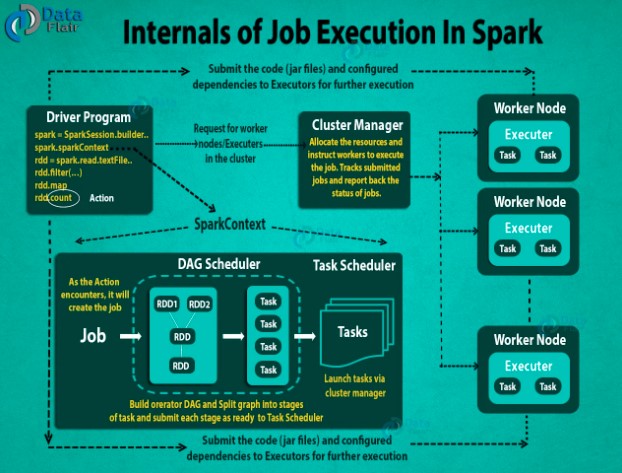 Data
Flair
Internals of Job Execution In Spark
Submit the code (jar files) and configured
dependencies to Executors for further execution
Driver Program
spark = SparkSession.builder..
spark.sparkContext
rdd = spark.read.textFile..
rdd.filter(...)
rdd.map
rdd.count
Action
Request for worker
nodes/Executers
in the cluster
Cluster Manager
Allocate the resources and
instruct workers to execute
the job. Tracks submitted
jobs and report back the
status of jobs.
Worker Node
Executer
Task Task
Worker Node
Executer
Task Task
Worker Node
Executer
Task Task
SparkContext
DAG Scheduler
Task Scheduler
As the Action
encounters, it will
create the job
Job
RDD1 RDD2
RDD
RDD
Task
Task
Task
Task
Tasks
Launch tasks via
cluster manager
Build orerator DAG and Split graph into stages
of task and submit each stage as ready to Task Scheduler
Submit the code (jar files) and configured
dependencies to Executors for further execution